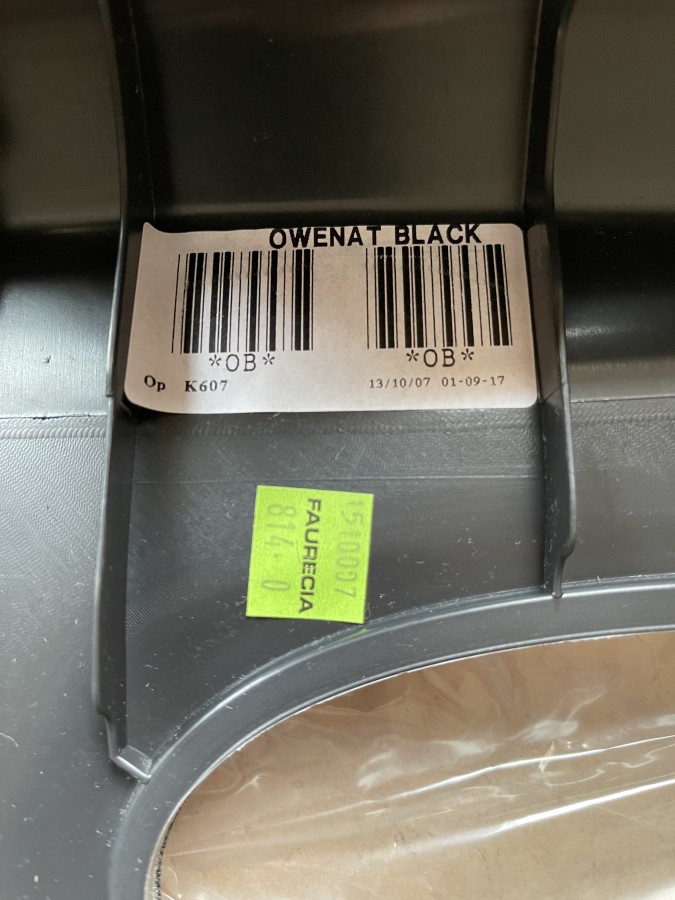 OWENAT BLACK
*OB* *OB*
Op K607 13/10/07 01-09-17
1510007
FAURECIA
814
0